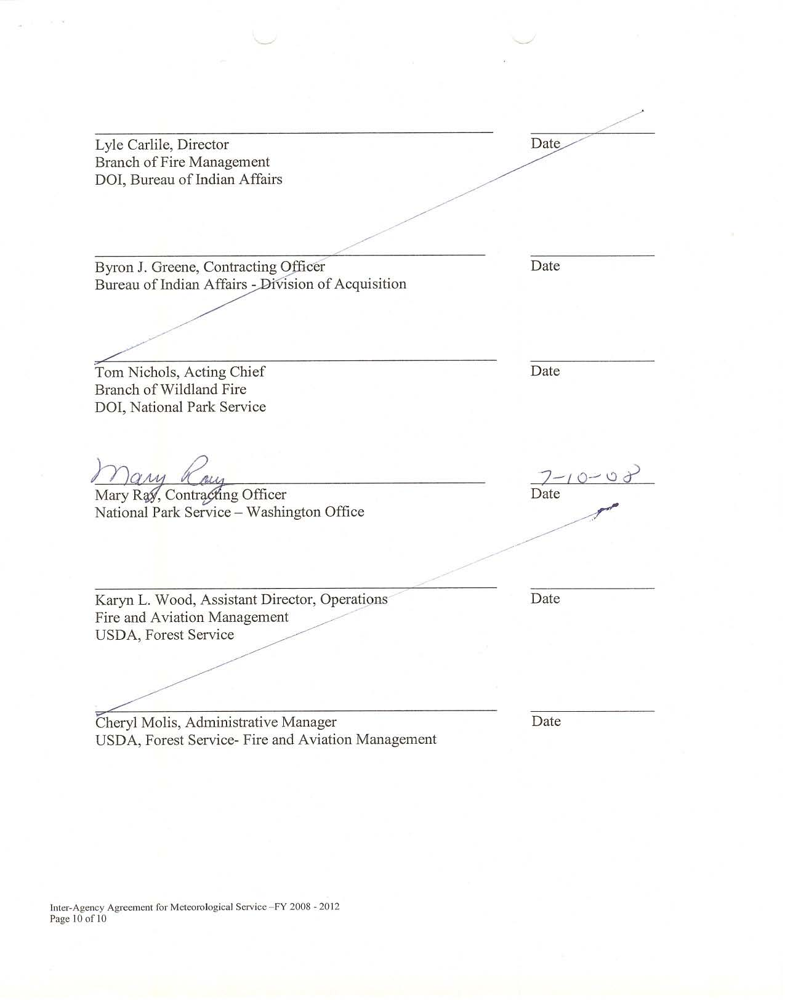 Lyle Carlile, Director
Date
Branch of Fire Management
DOI, Bureau of Indian Affairs
Byron J. Greene, Contracting Officer
Date
Bureau of Indian Affairs - Division of Acquisition
Tom Nichols, Acting Chief
Date
Branch of Wildland Fire
DOI, National Park Service
Mary Ray
7-10-08
Mary Ray, Contracting Officer
Date
National Park Service – Washington Office
Karyn L. Wood, Assistant Director, Operations
Date
Fire and Aviation Management
USDA, Forest Service
Cheryl Molis, Administrative Manager
Date
USDA, Forest Service- Fire and Aviation Management
Inter-Agency Agreement for Meteorological Service –FY 2008 - 2012
Page 10 of 10